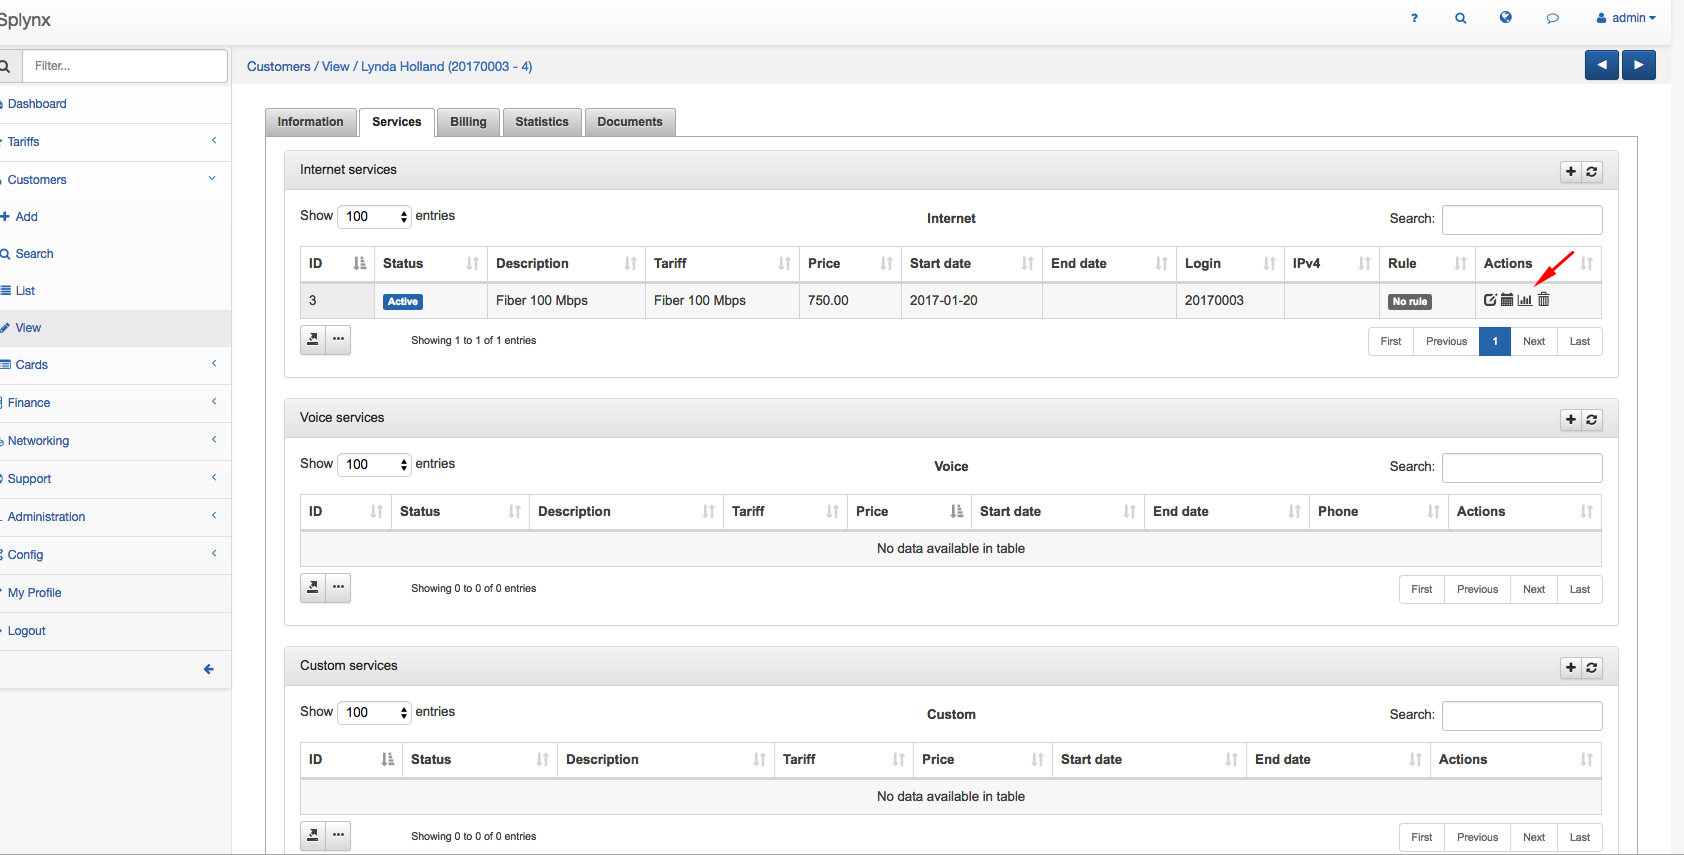 Splynx
? admin
Filter...
Customers / View / Lynda Holland (20170003 - 4)
Dashboard
Tariffs
Customers
Add
Search
List
View
Cards
Finance
Networking
Support
Administration
Config
My Profile
Logout
Information Services Billing Statistics Documents
Internet services
Show 100 entries Internet Search:
ID Status Description Tariff Price Start date End date Login IPv4 Rule Actions
3 Active Fiber 100 Mbps Fiber 100 Mbps 750.00 2017-01-20 20170003 No rule
Showing 1 to 1 of 1 entries First Previous 1 Next Last
Voice services
Show 100 entries Voice Search:
ID Status Description Tariff Price Start date End date Phone Actions
No data available in table
Showing 0 to 0 of 0 entries First Previous Next Last
Custom services
Show 100 entries Custom Search:
ID Status Description Tariff Price Start date End date Actions
No data available in table
Showing 0 to 0 of 0 entries First Previous Next Last